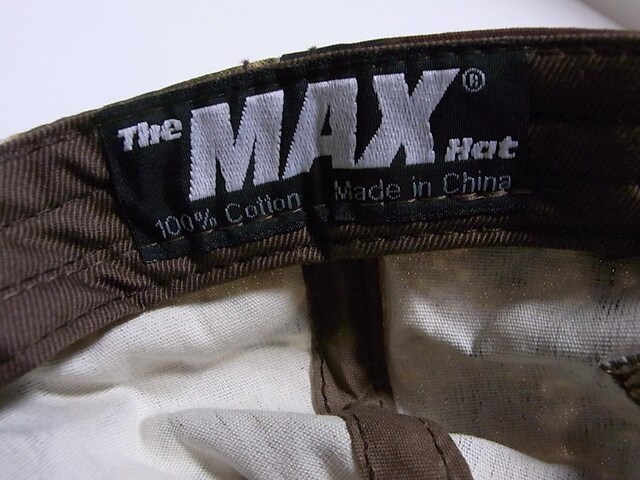 The MAX® Hat
100% Cotton Made in China